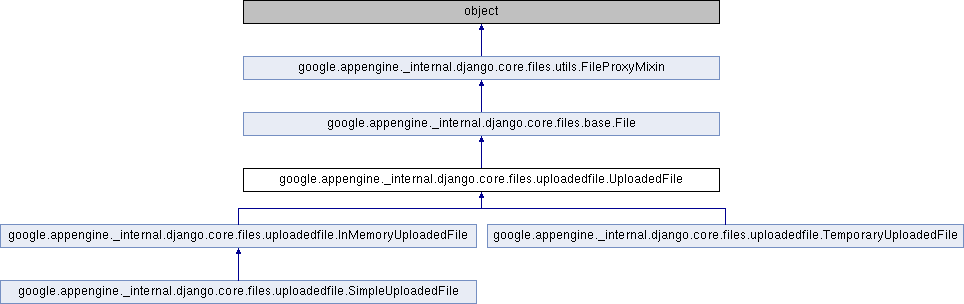 object
google.appengine._internal.django.core.files.utils.FileProxyMixin
google.appengine._internal.django.core.files.base.File
google.appengine._internal.django.core.files.uploadedfile.UploadedFile
google.appengine._internal.django.core.files.uploadedfile.InMemoryUploadedFile
google.appengine._internal.django.core.files.uploadedfile.TemporaryUploadedFile
google.appengine._internal.django.core.files.uploadedfile.SimpleUploadedFile